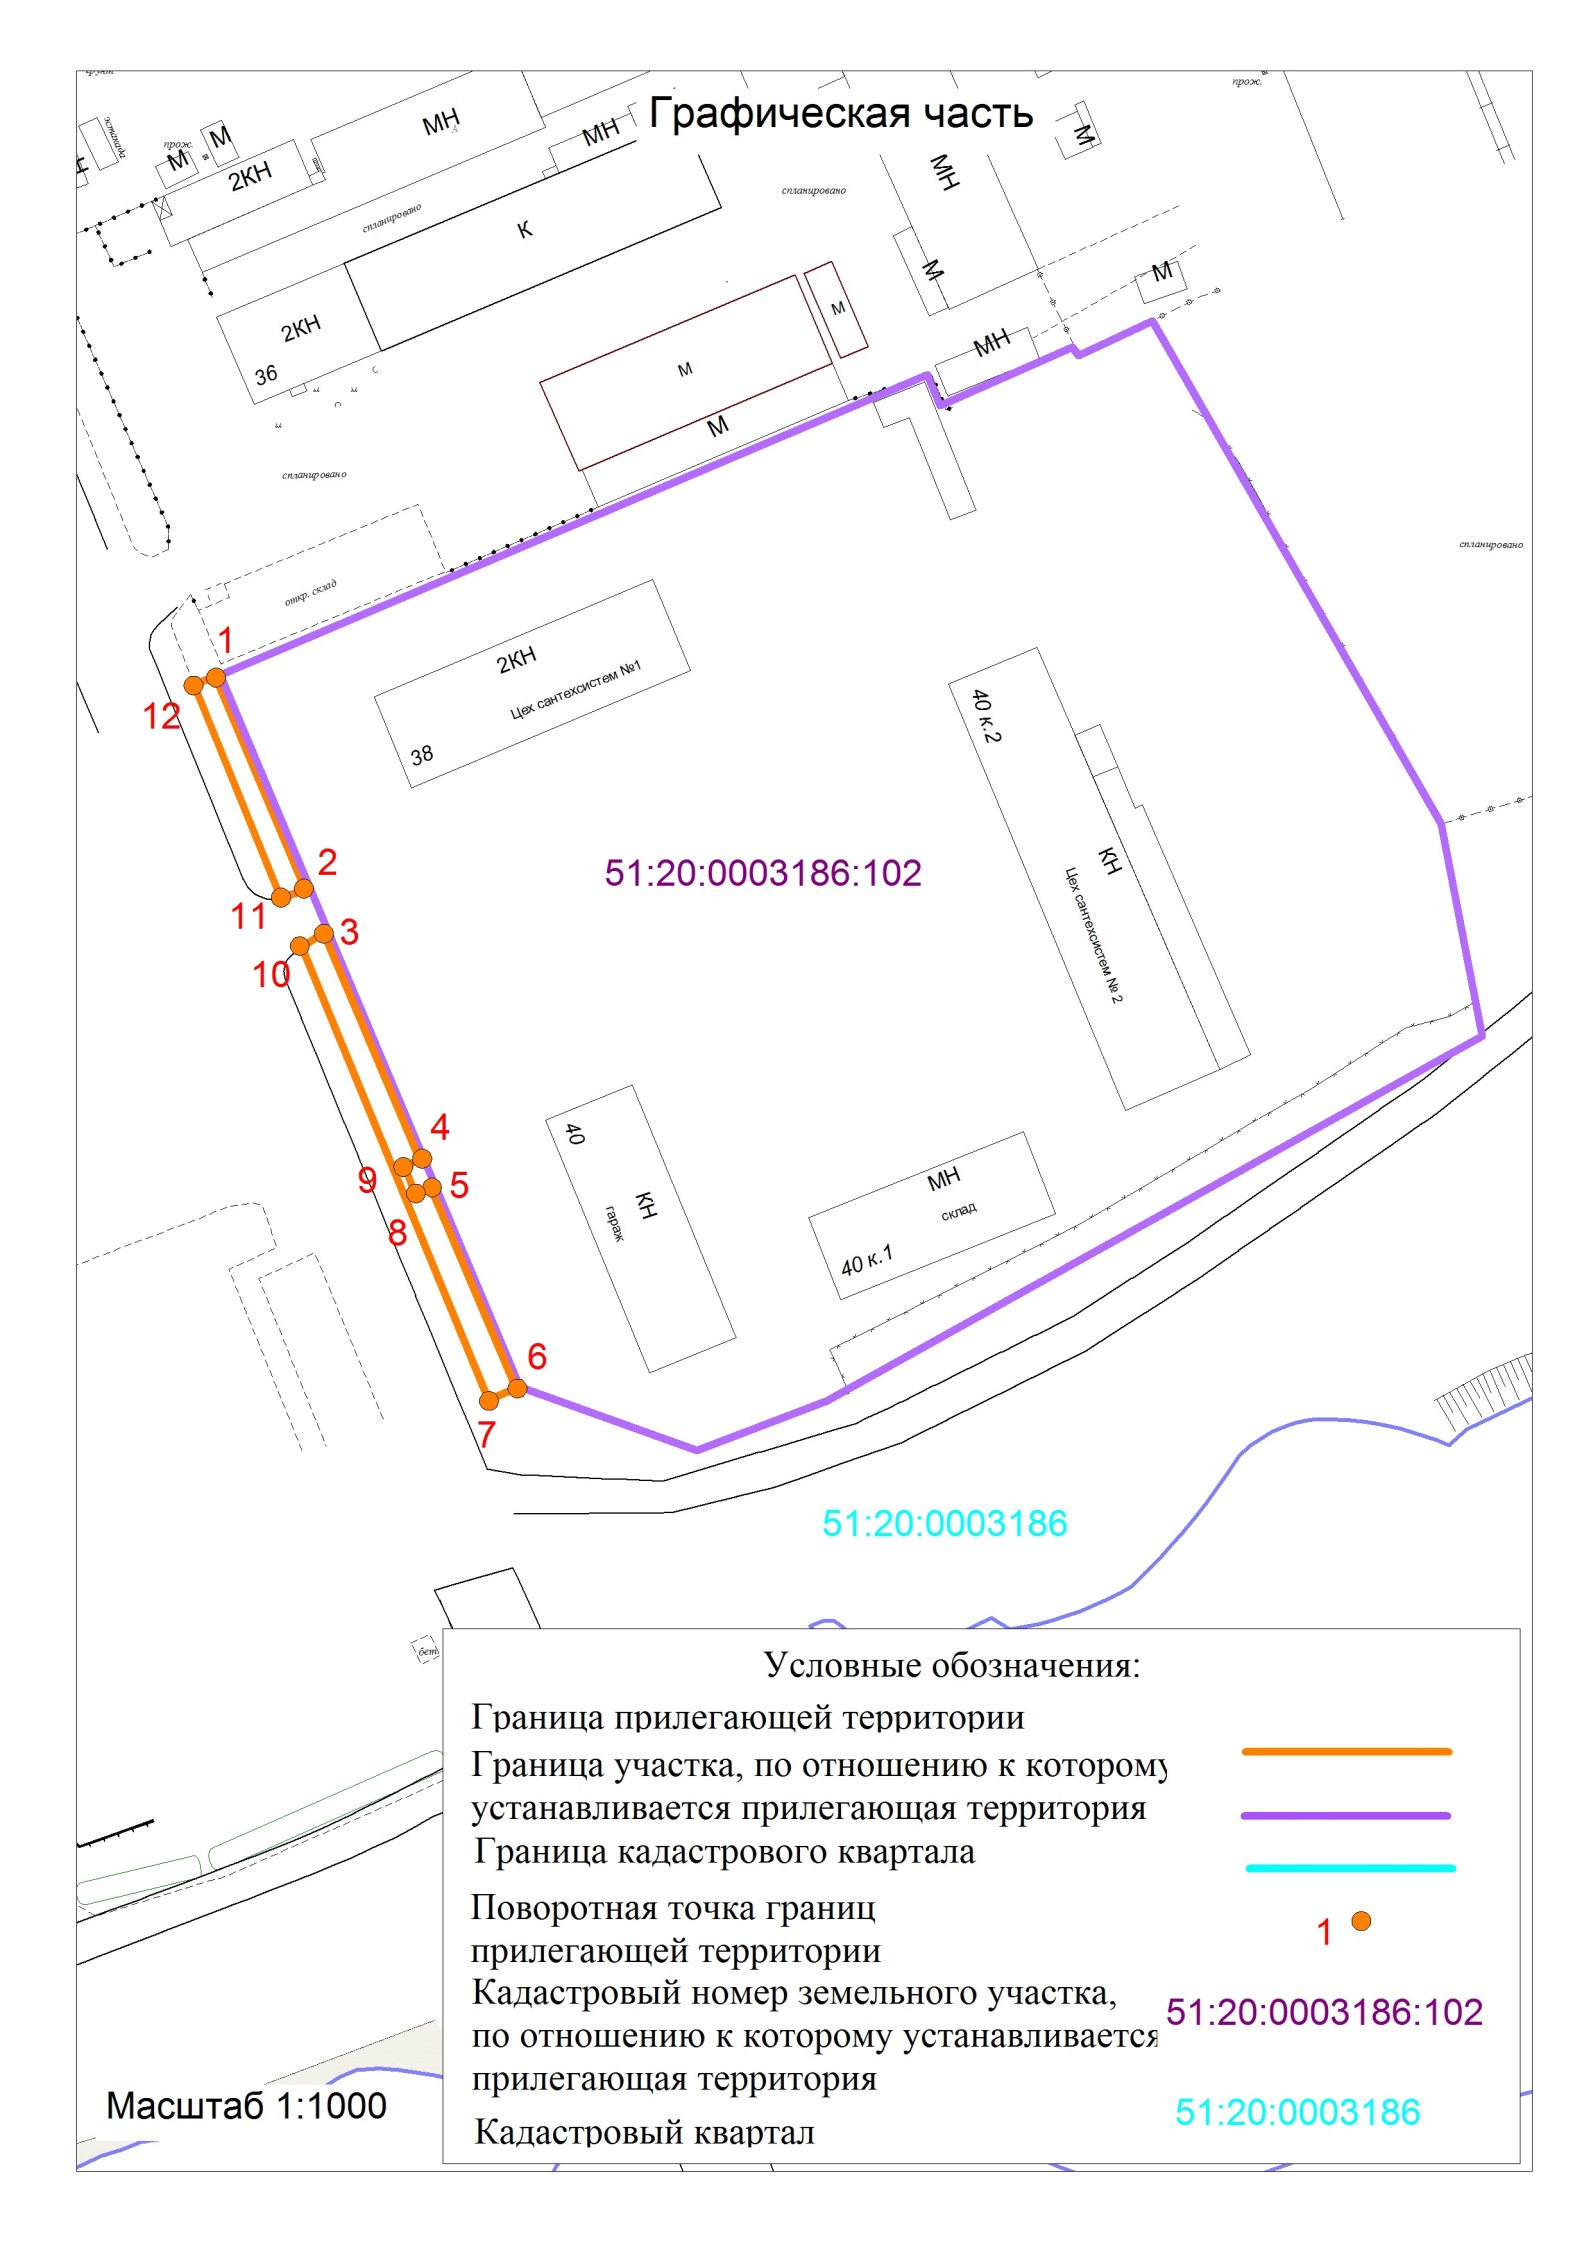 Графическая часть
прож.
эстакада
прож.
М
М
2КН
МН
МН
М
МН
спланировано
спланировано
К
М
М
М
2КН
36
М
МН
М
спланировано
спланировано
откр. склад
1
12
2КН
Цех сантехсистем №1
38
40 к.2
КН
Цех сантехсистем № 2
51:20:0003186:102
2
11
3
10
4
9
5
8
40
КН
гараж
МН
склад
40 к.1
6
7
51:20:0003186
бет.
Условные обозначения:
Граница прилегающей территории
Граница участка, по отношению к которому
устанавливается прилегающая территория
Граница кадастрового квартала
Поворотная точка границ
прилегающей территории
1
Кадастровый номер земельного участка,
по отношению к которому устанавливается
прилегающая территория
51:20:0003186:102
Кадастровый квартал
51:20:0003186
Масштаб 1:1000